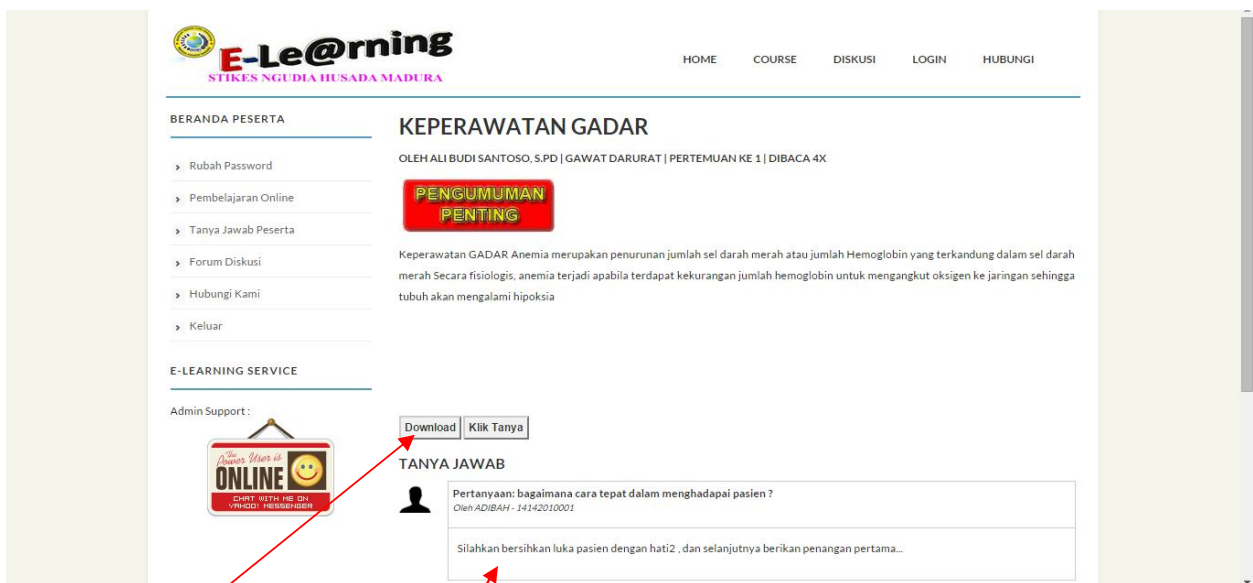 E-Le@rning
STIKES NGUDIA HUSADA MADURA
HOME COURSE DISKUSI LOGIN HUBUNGI
BERANDA PESERTA
Rubah Password
Pembelajaran Online
Tanya Jawab Peserta
Forum Diskusi
Hubungi Kami
Keluar
E-LEARNING SERVICE
Admin Support :
The
Power User is
ONLINE
CHAT WITH ME ON
YAHOO! MESSENGER
KEPERAWATAN GADAR
OLEH ALI BUDI SANTOSO, S.PD | GAWAT DARURAT | PERTEMUAN KE 1 | DIBACA 4X
PENGUMUMAN
PENTING
Keperawatan GADAR Anemia merupakan penurunan jumlah sel darah merah atau jumlah Hemoglobin yang terkandung dalam sel darah
merah Secara fisiologis, anemia terjadi apabila terdapat kekurangan jumlah hemoglobin untuk mengangkut oksigen ke jaringan sehingga
tubuh akan mengalami hipoksia
Download Klik Tanya
TANYA JAWAB
Pertanyaan: bagaimana cara tepat dalam menghadapai pasien ?
Oleh ADIBAH - 14142010001
Silahkan bersihkan luka pasien dengan hati2 , dan selanjutnya berikan penangan pertama...